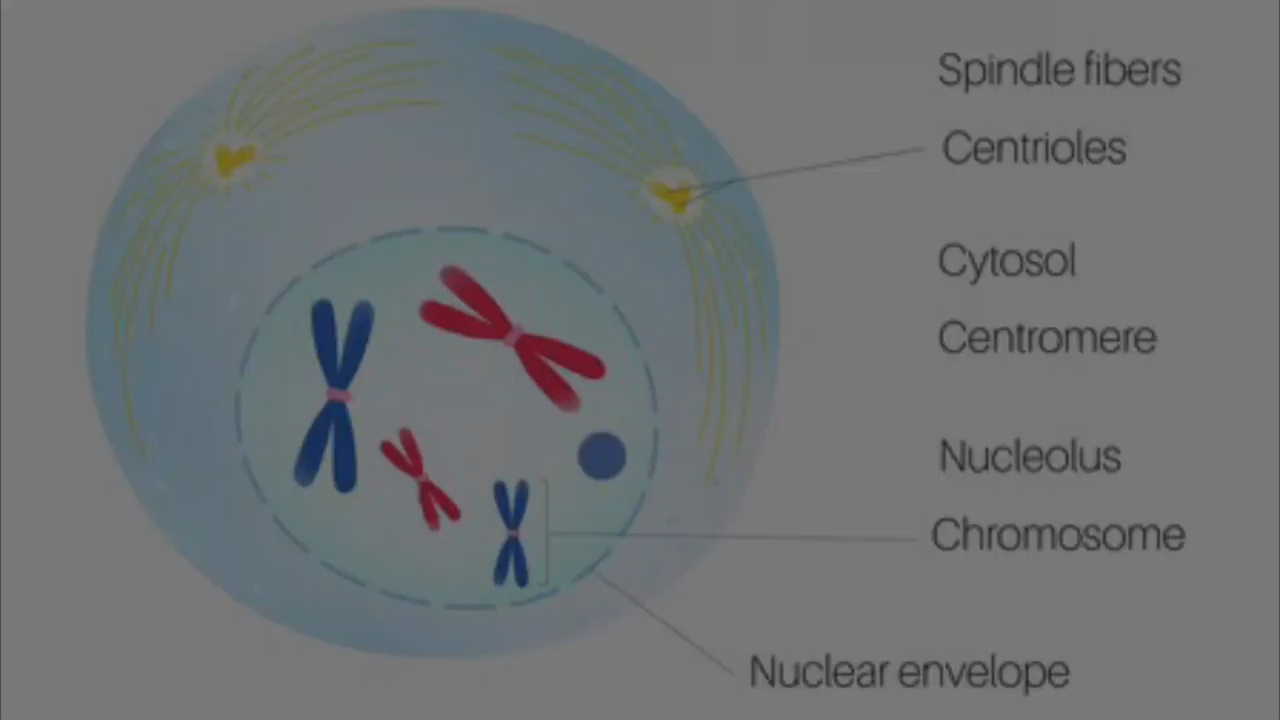 Spindle fibers
Centrioles
Cytosol
Centromere
Nucleolus
Chromosome
Nuclear envelope